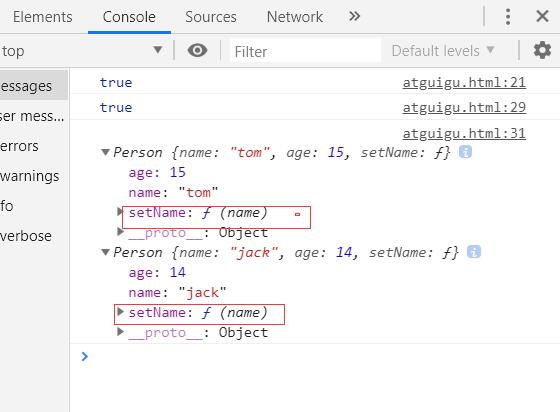 Elements Console Sources Network »
top Filter Default levels
essages
ser mess...
errors
warnings
fo
verbose
true atguigu.html:21
true atguigu.html:29
atguigu.html:31
Person {name: "tom", age: 15, setName: ƒ} i
age: 15
name: "tom"
setName: ƒ (name)
__proto__: Object
Person {name: "jack", age: 14, setName: ƒ} i
age: 14
name: "jack"
setName: ƒ (name)
__proto__: Object